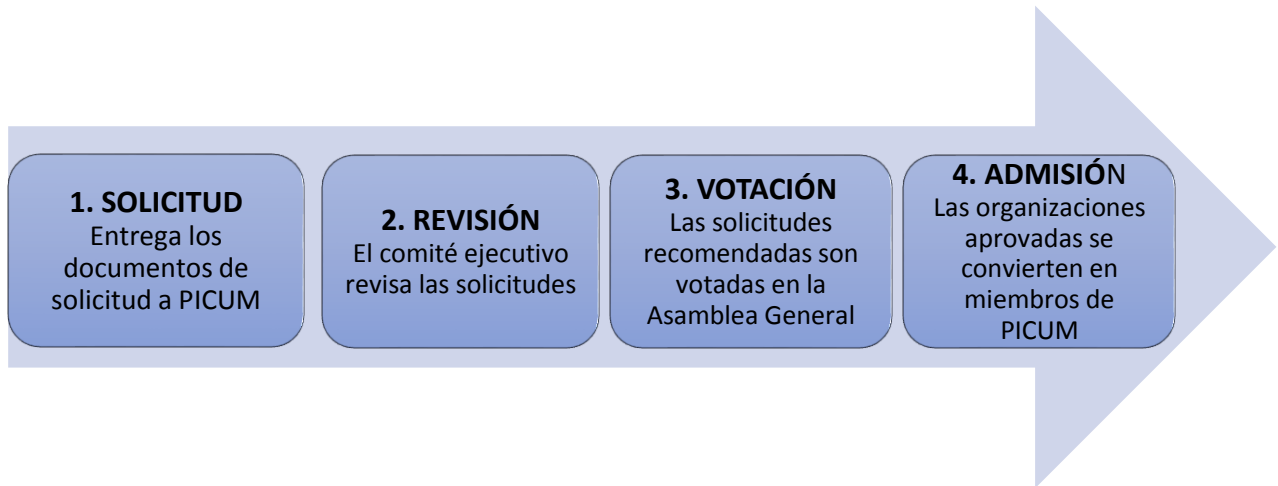 1. SOLICITUD
Entrega los
documentos de
solicitud a PICUM
2. REVISIÓN
El comité ejecutivo
revisa las solicitudes
3. VOTACIÓN
Las solicitudes
recomendadas son
votadas en la
Asamblea General
4. ADMISIÓN
Las organizaciones
aprovadas se
convierten en
miembros de
PICUM